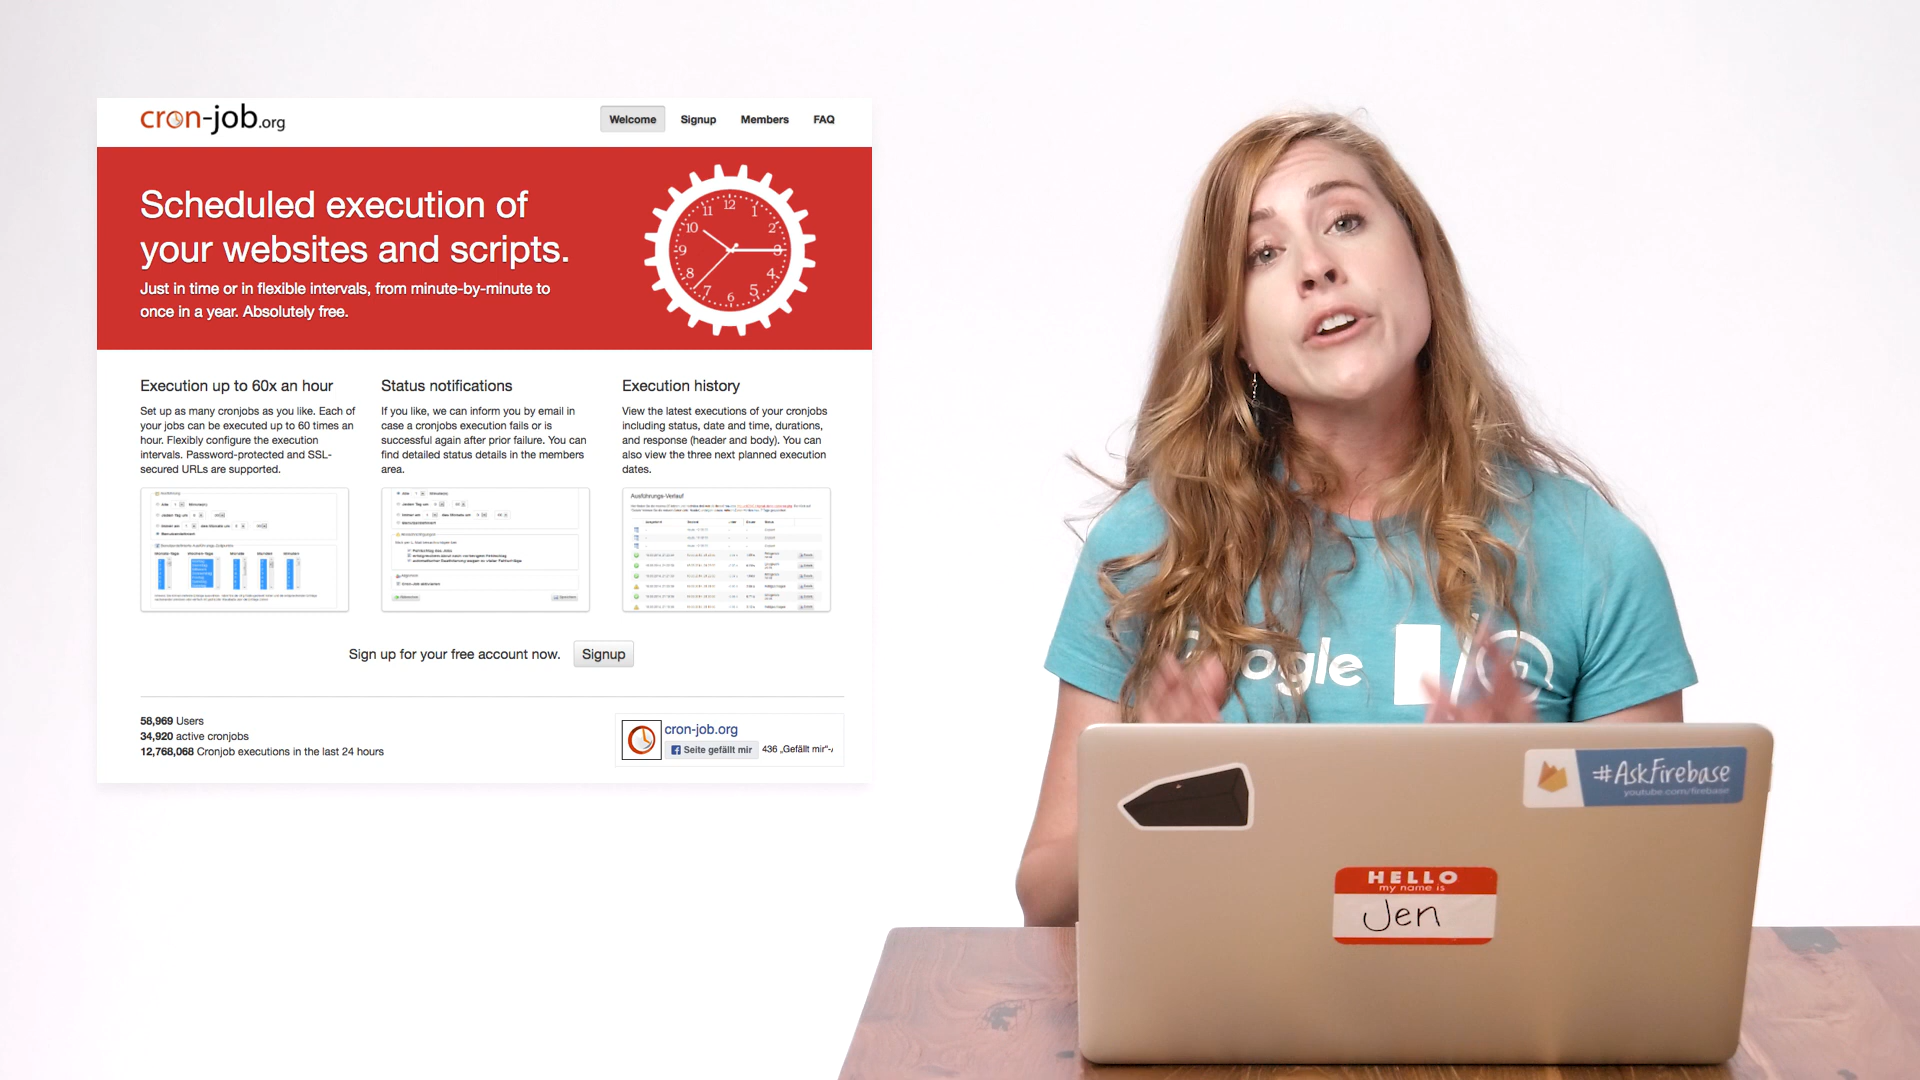 cron-job.org
Welcome Signup Members FAQ
Scheduled execution of
your websites and scripts.
Just in time or in flexible intervals, from minute-by-minute to
once in a year. Absolutely free.
12
1
2
3
4
5
6
7
8
9
10
11
Execution up to 60x an hour
Set up as many cronjobs as you like. Each of
your jobs can be executed up to 60 times an
hour. Flexibly configure the execution
intervals. Password-protected and SSL-
secured URLs are supported.
Status notifications
If you like, we can inform you by email in
case a cronjobs execution fails or is
successful again after prior failure. You can
find detailed status details in the members
area.
Execution history
View the latest executions of your cronjobs
including status, date and time, durations,
and response (header and body). You can
also view the three next planned execution
dates.
Ausführungs-Verlauf
Sign up for your free account now. Signup
58,969 Users
34,920 active cronjobs
12,768,068 Cronjob executions in the last 24 hours
cron-job.org
Seite gefällt mir 436 „Gefällt mir"-
Google
#AskFirebase
youtube.com/firebase
HELLO
my name is
Jen